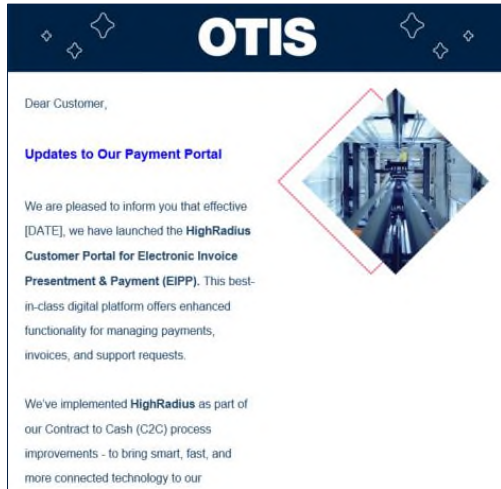 OTIS
Dear Customer,
Updates to Our Payment Portal
We are pleased to inform you that effective
[DATE], we have launched the HighRadius
Customer Portal for Electronic Invoice
Presentment & Payment (EIPP). This best-
in-class digital platform offers enhanced
functionality for managing payments,
invoices, and support requests.
We've implemented HighRadius as part of
our Contract to Cash (C2C) process
improvements - to bring smart, fast, and
more connected technology to our